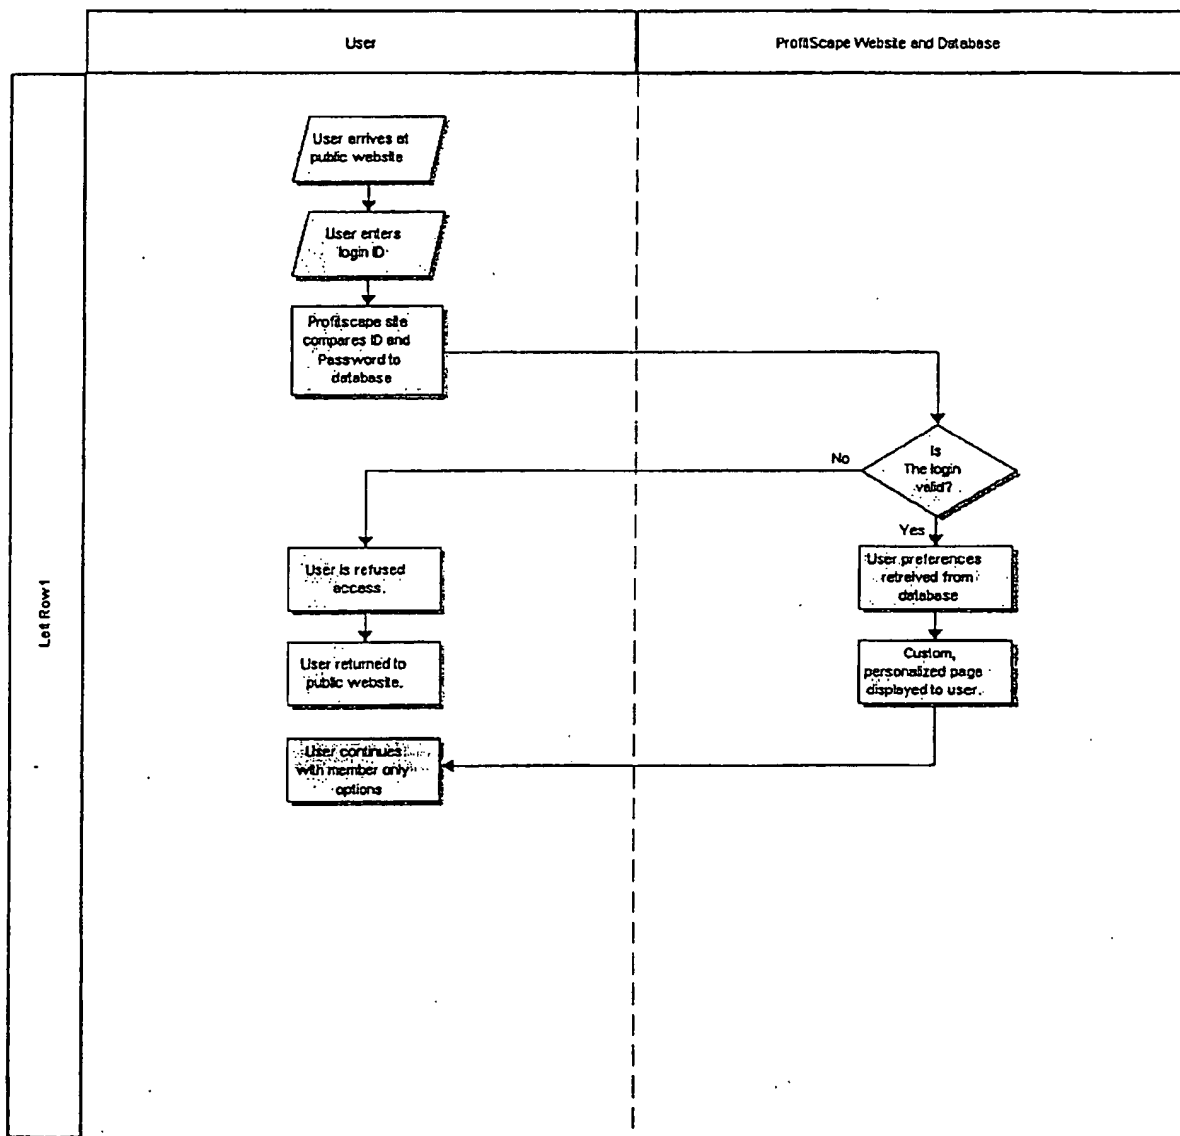 User
ProfitScape Website and Database
Left Row1
User arrives at
public website
User enters
login ID
Profitscape site
compares ID and
Password to
database
Is
The login
valid?
No
Yes
User is refused
access.
User preferences
retreived from
database
User returned to
public website.
Custom,
personalized page
displayed to user.
User continues
with member only
options